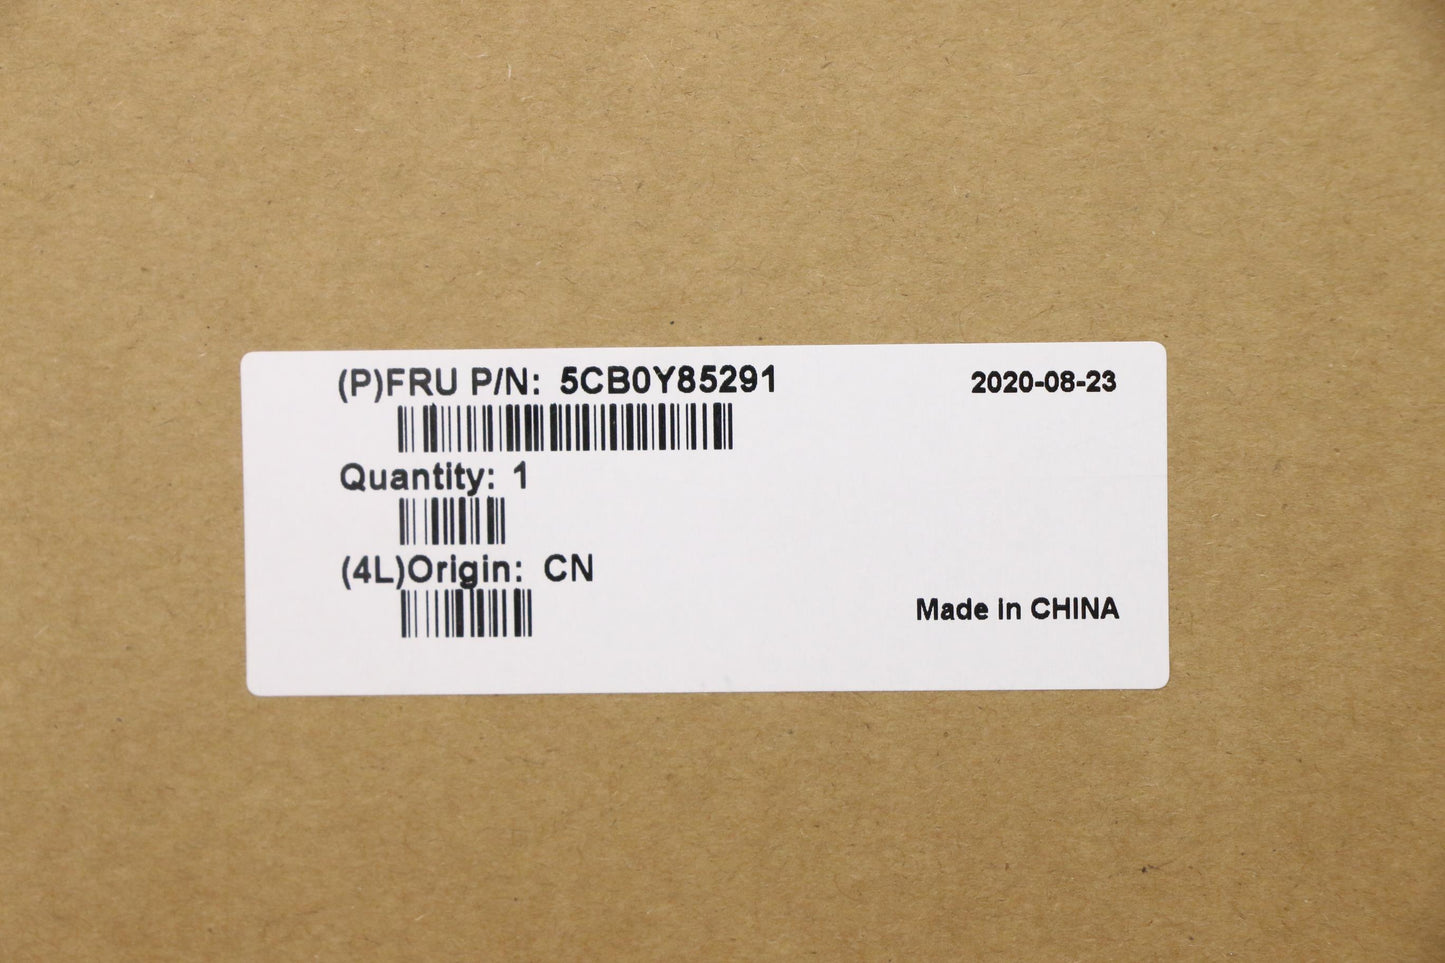 (P)FRU P/N: 5CB0Y85291
2020-08-23
Quantity: 1
(4L)Origin: CN
Made in CHINA